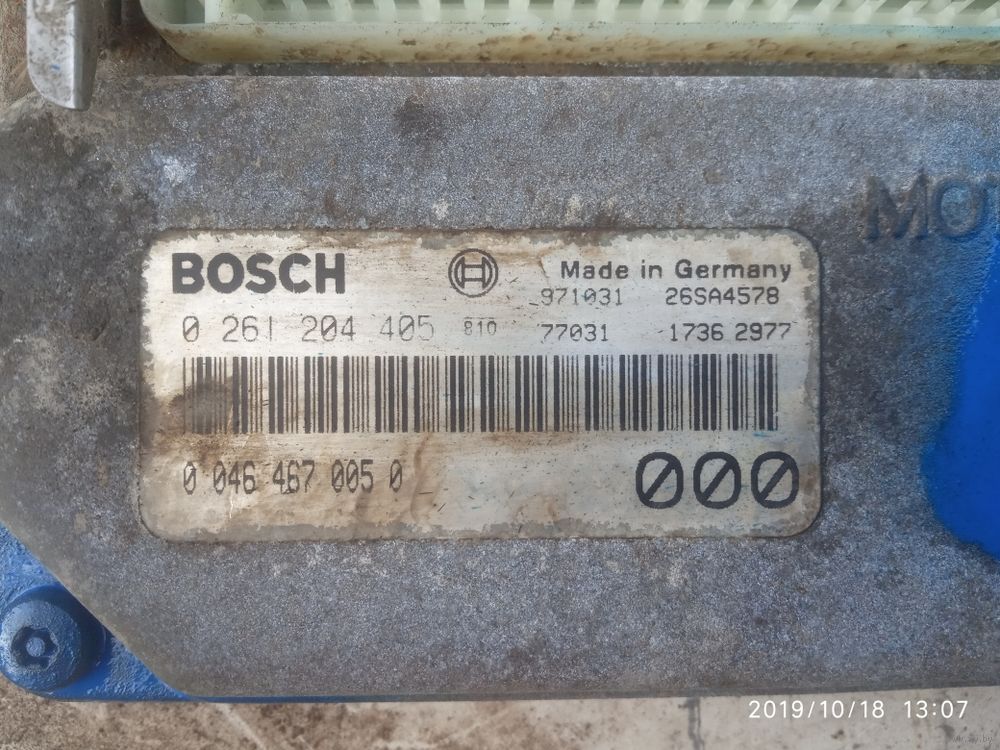 MO
BOSCH
Made in Germany
971031 26SA4578
0 261 204 405 810 77031 1736 2977
0 046 467 005 0
000
2019/10/18 13:07